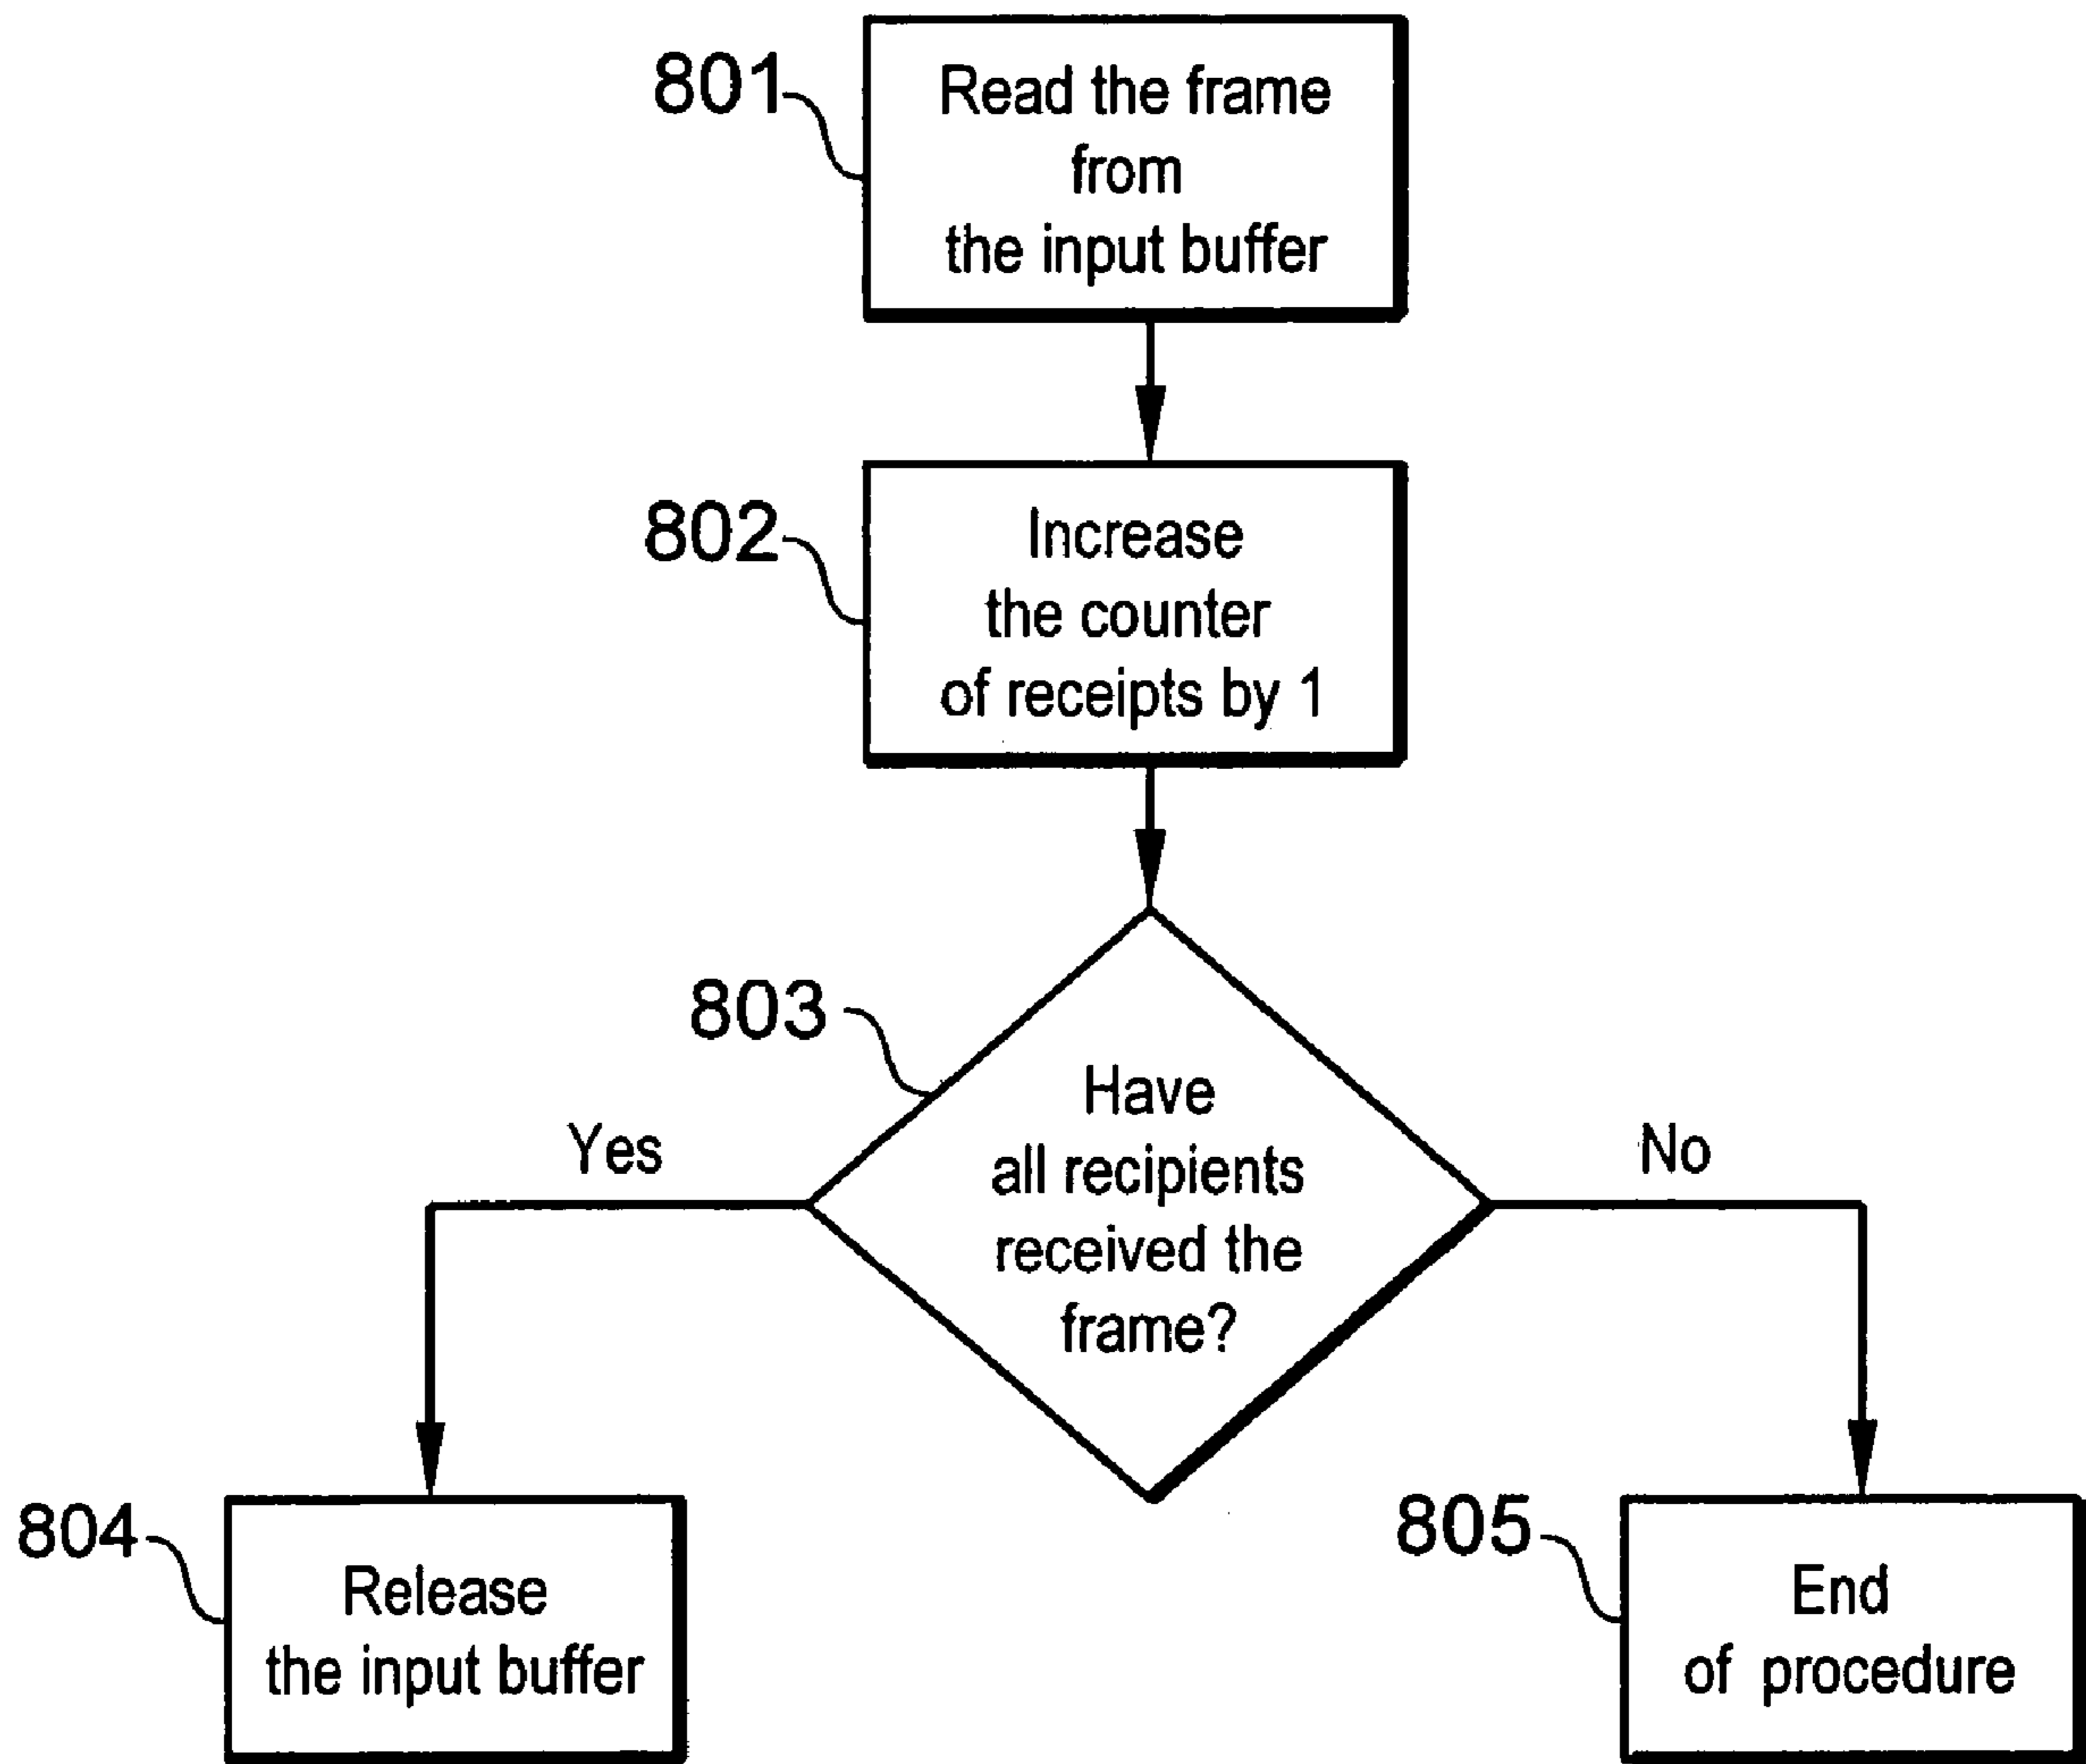 801
Read the frame
from
the input buffer
802
Increase
the counter
of receipts by 1
803
Have
all recipients
received the
frame?
Yes
No
804
Release
the input buffer
805
End
of procedure